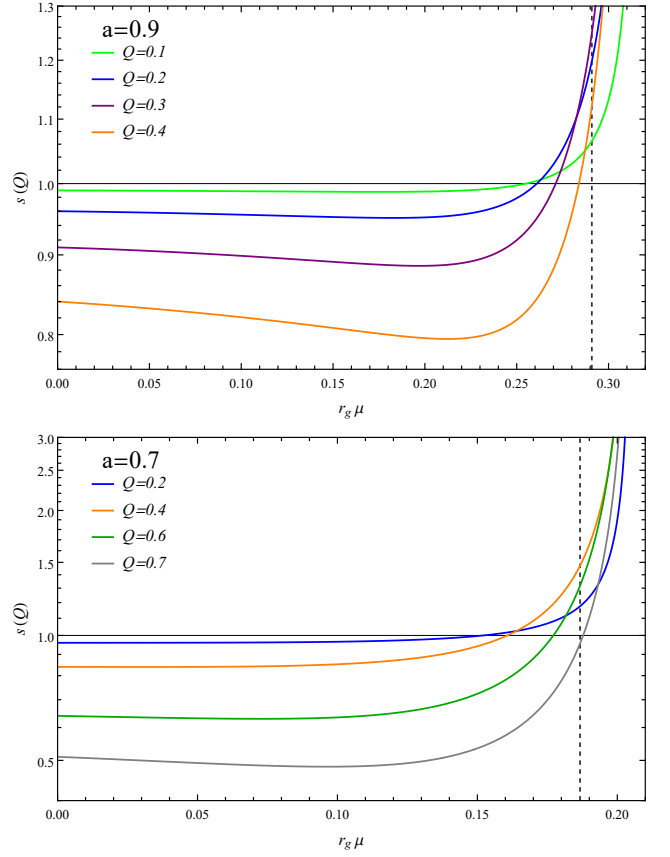 a=0.9
Q=0.1
Q=0.2
Q=0.3
Q=0.4
1.3
1.2
1.1
1.0
0.9
0.8
s(Q)
0.00 0.05 0.10 0.15 0.20 0.25 0.30
r_g μ
a=0.7
Q=0.2
Q=0.4
Q=0.6
Q=0.7
3.0
2.5
2.0
1.5
1.0
0.5
s(Q)
0.00 0.05 0.10 0.15 0.20
r_g μ